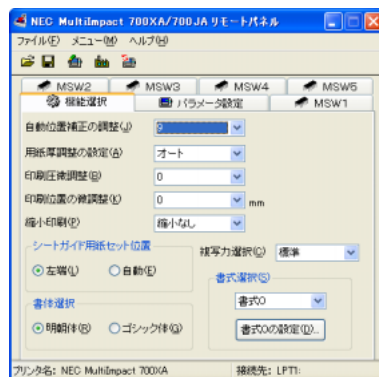 NEC MultiImpact 700XA/700JA リモートパネル
ファイル(F) メニュー(M) ヘルプ(H)
MSW2 MSW3 MSW4 MSW5
機能選択 パラメータ設定 MSW1
自動位置補正の調整(J) 9
用紙厚調整の設定(A) オート
印刷圧微調整(B) 0
印刷位置の微調整(K) 0 mm
縮小印刷(P) 縮小なし
シートガイド用紙セット位置
左端(L) 自動(E)
複写力選択(C) 標準
書式選択(S)
書式0
書体選択
明朝体(R) ゴシック体(G)
書式0の設定(D)...
プリンタ名: NEC MultiImpact 700XA 接続先: LPT1: